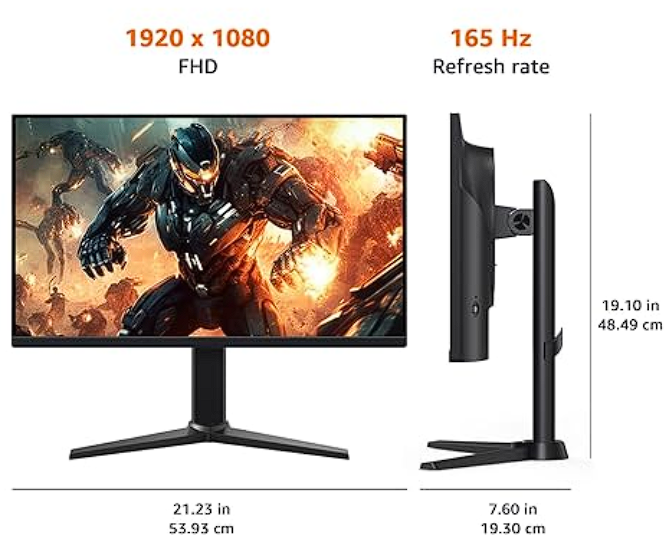 1920 x 1080
FHD
165 Hz
Refresh rate
19.10 in
48.49 cm
21.23 in
53.93 cm
7.60 in
19.30 cm